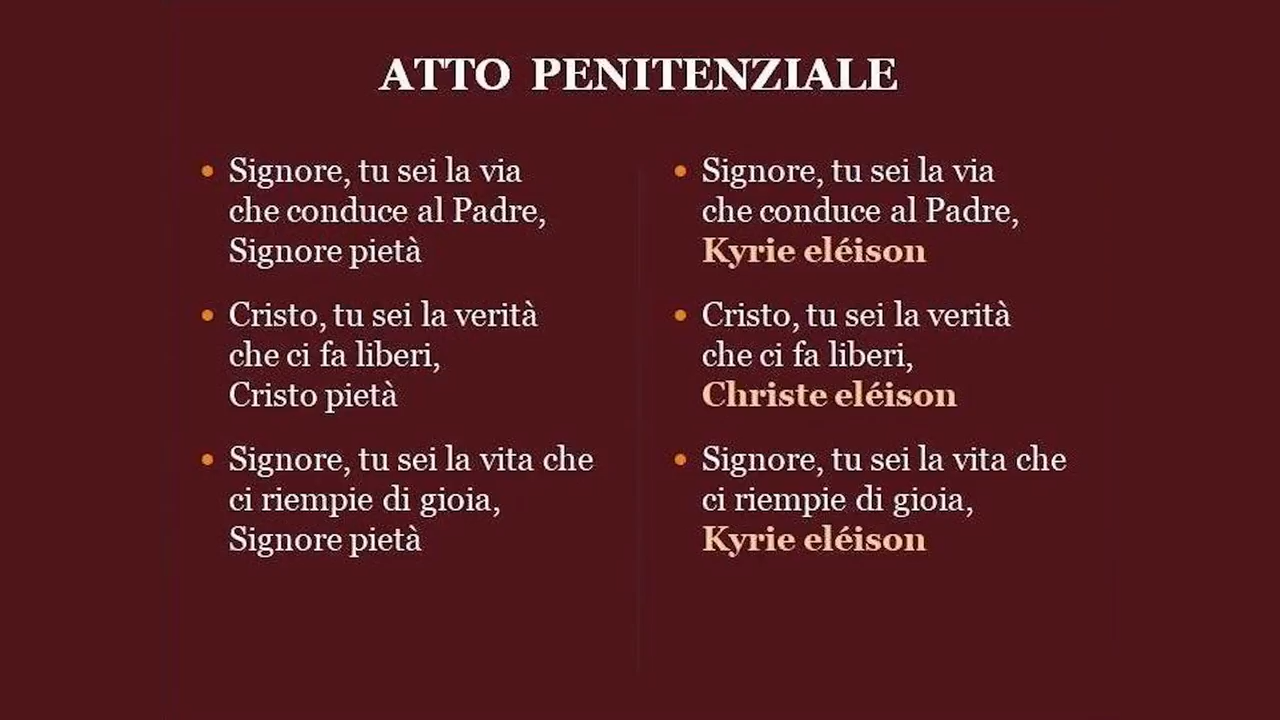 ATTO PENITENZIALE
• Signore, tu sei la via
che conduce al Padre,
Signore pietà
• Cristo, tu sei la verità
che ci fa liberi,
Cristo pietà
• Signore, tu sei la vita che
ci riempie di gioia,
Signore pietà
• Signore, tu sei la via
che conduce al Padre,
Kyrie eléison
• Cristo, tu sei la verità
che ci fa liberi,
Christe eléison
• Signore, tu sei la vita che
ci riempie di gioia,
Kyrie eléison